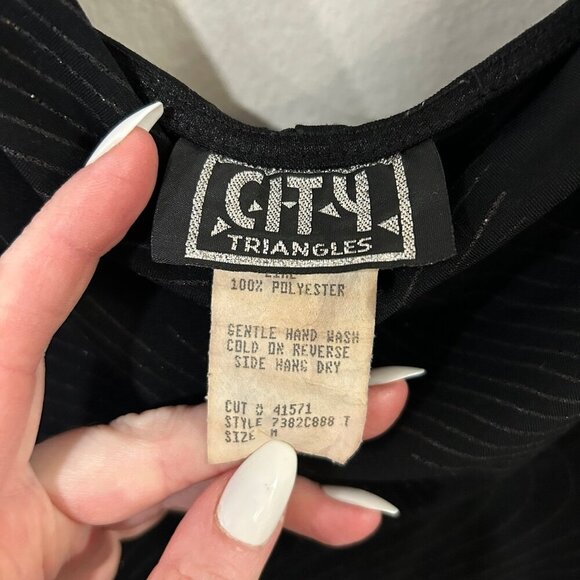 CITY
TRIANGLES
100% POLYESTER
GENTLE HAND WASH
COLD ON REVERSE
SIDE HANG DRY
CUT # 41571
STYLE 7382C888 T
SIZE M